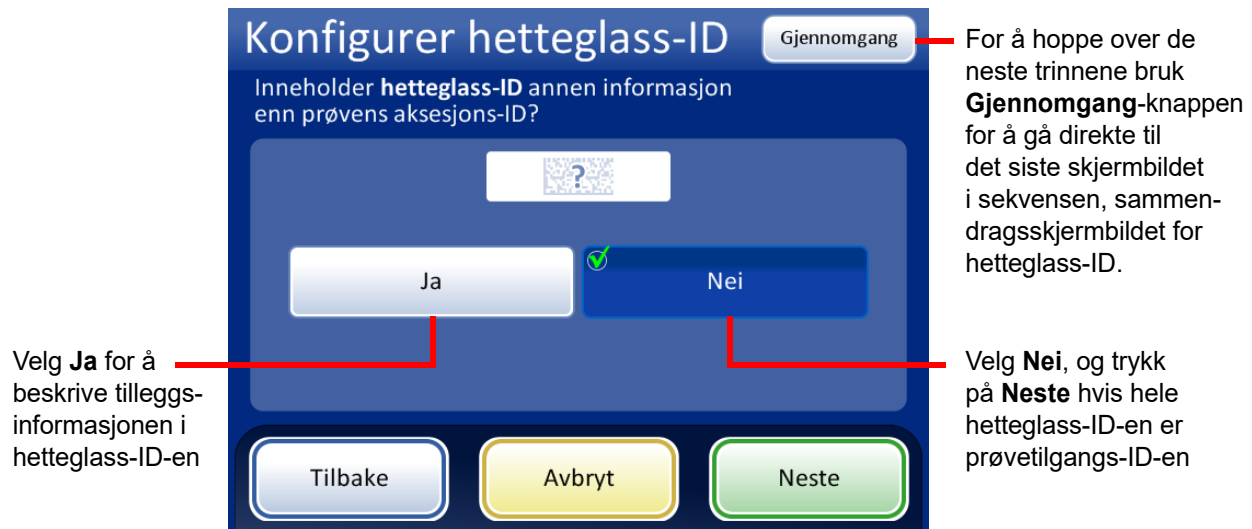 Konfigurer hetteglass-ID
Gjennomgang
Inneholder hetteglass-ID annen informasjon
enn prøvens aksesjons-ID?
?
Ja
Nei
Tilbake
Avbryt
Neste
For å hoppe over de
neste trinnene bruk
Gjennomgang-knappen
for å gå direkte til
det siste skjermbildet
i sekvensen, sammen-
dragsskjermbildet for
hetteglass-ID.
Velg Ja for å
beskrive tilleggs-
informasjonen i
hetteglass-ID-en
Velg Nei, og trykk
på Neste hvis hele
hetteglass-ID-en er
prøvetilgangs-ID-en